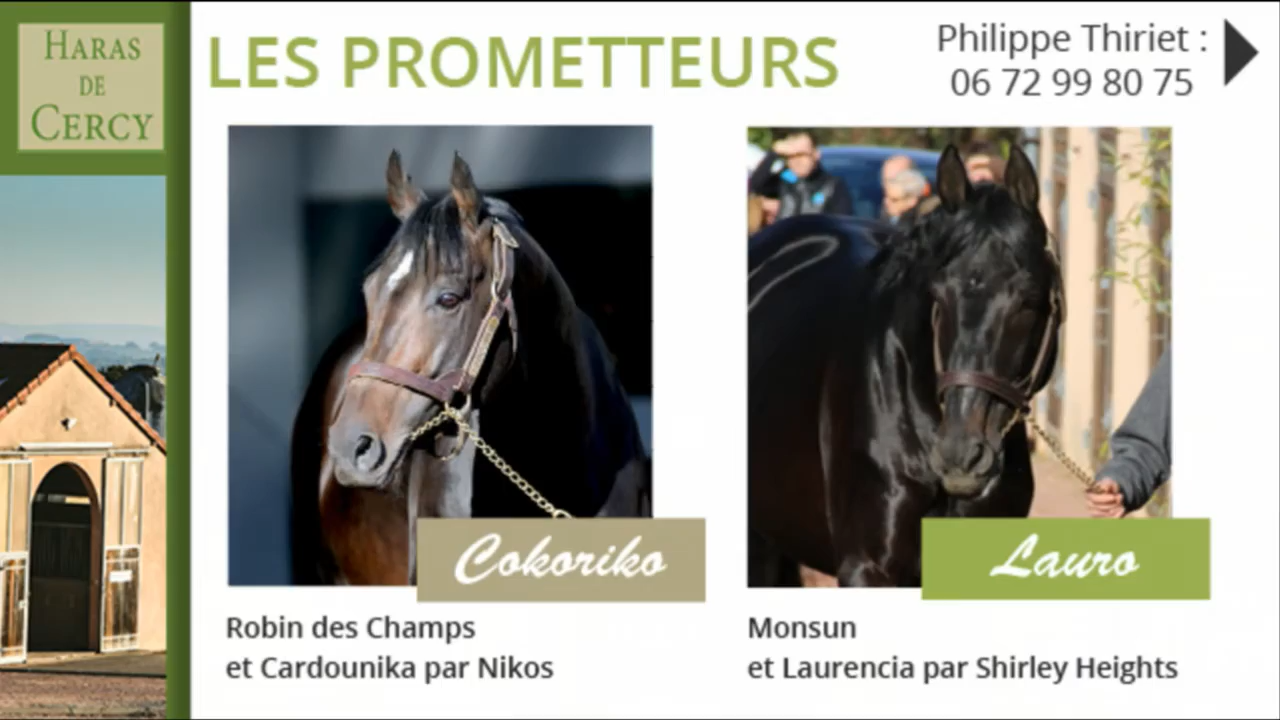 HARAS
DE
CERCY
LES PROMETTEURS
Philippe Thiriet :
06 72 99 80 75
Cokoriko
Robin des Champs
et Cardounika par Nikos
Lauro
Monsun
et Laurencia par Shirley Heights